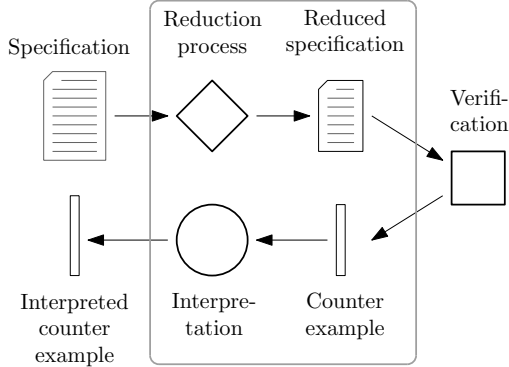 Specification
Reduction
process
Reduced
specification
Verifi-
cation
Interpreted
counter
example
Interpre-
tation
Counter
example